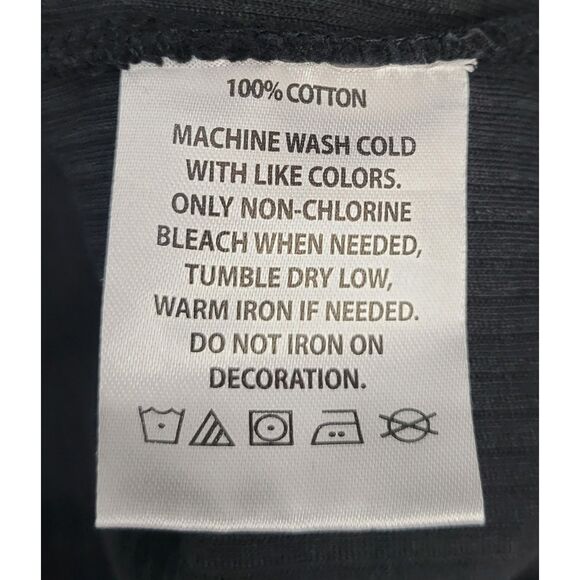 100% COTTON
MACHINE WASH COLD
WITH LIKE COLORS.
ONLY NON-CHLORINE
BLEACH WHEN NEEDED,
TUMBLE DRY LOW,
WARM IRON IF NEEDED.
DO NOT IRON ON
DECORATION.